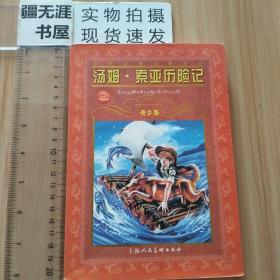 疆无涯
书屋
实物拍摄
现货速发
汤姆·索亚历险记
青少版
上海人民美术出版社